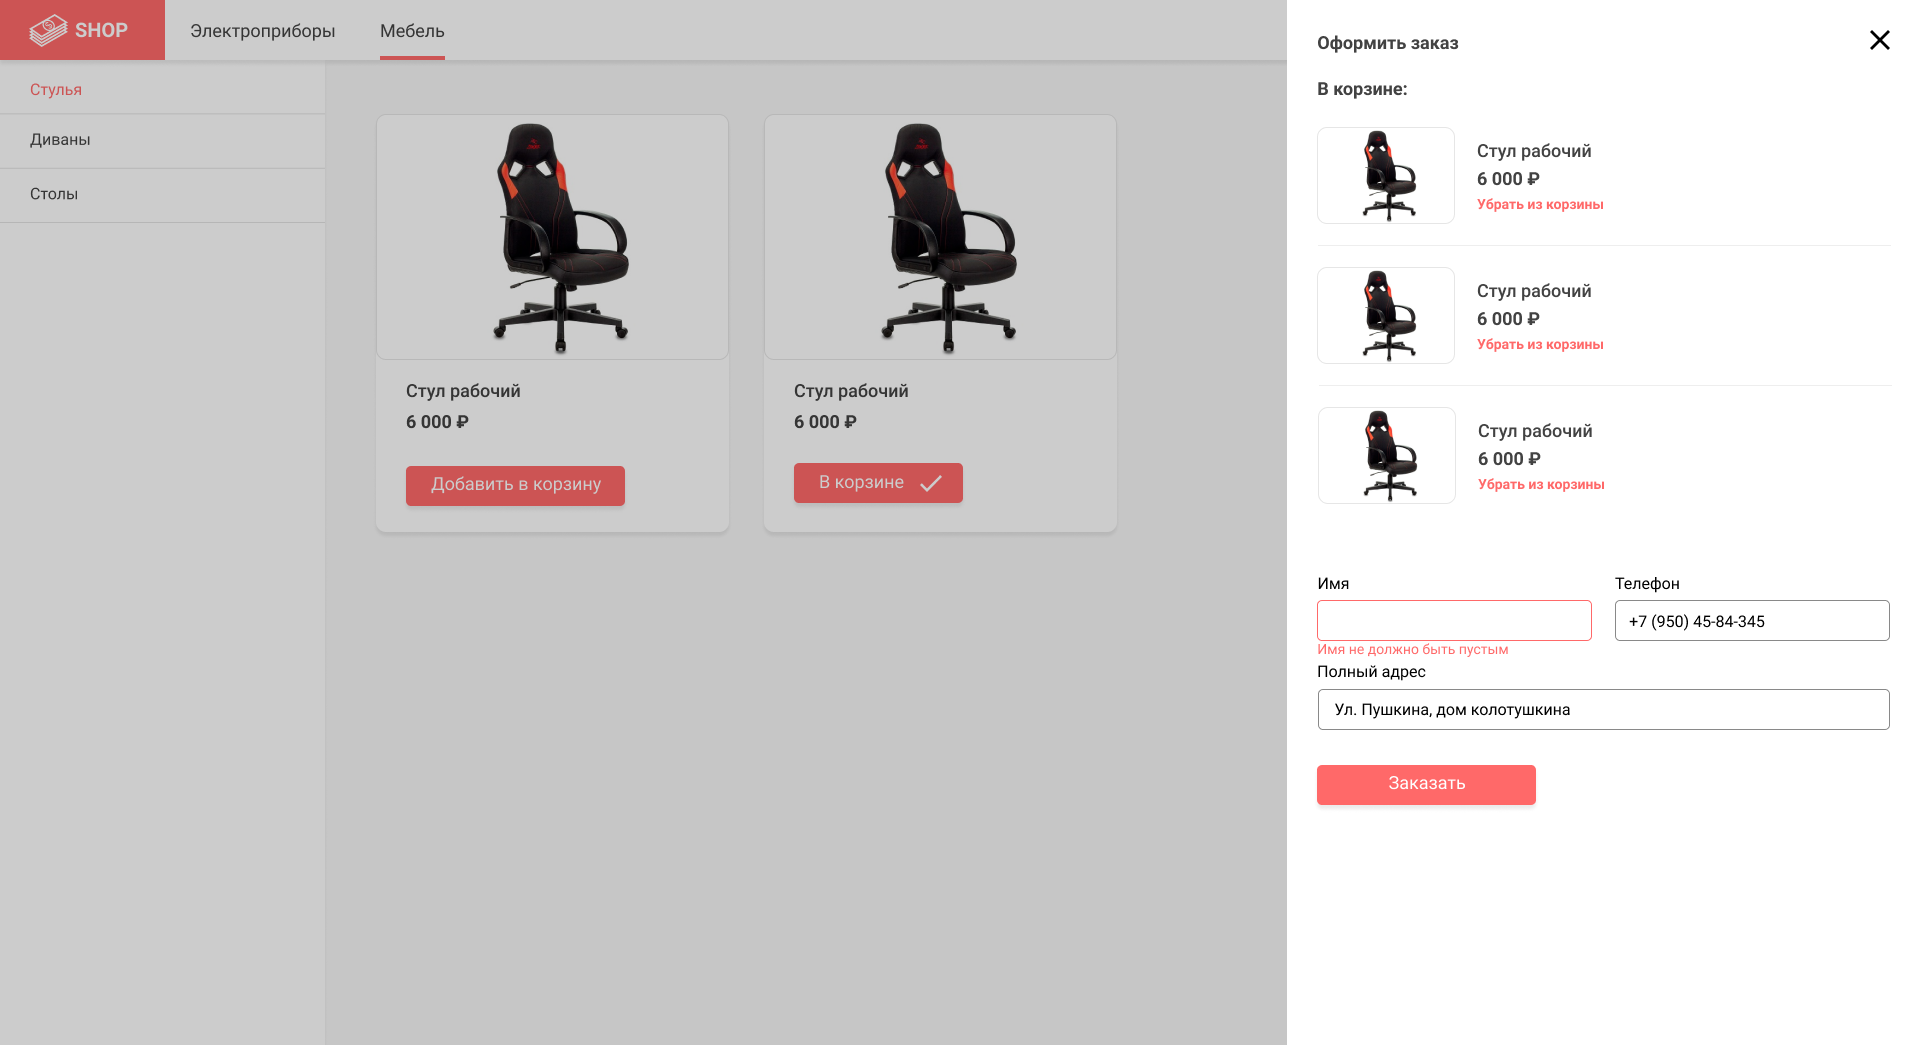 SHOP
Электроприборы
Мебель
Стулья
Диваны
Столы
Стул рабочий
6 000 ₽
Добавить в корзину
Стул рабочий
6 000 ₽
В корзине
Оформить заказ
В корзине:
Стул рабочий
6 000 ₽
Убрать из корзины
Стул рабочий
6 000 ₽
Убрать из корзины
Стул рабочий
6 000 ₽
Убрать из корзины
Имя
Телефон
+7 (950) 45-84-345
Имя не должно быть пустым
Полный адрес
Ул. Пушкина, дом колотушкина
Заказать